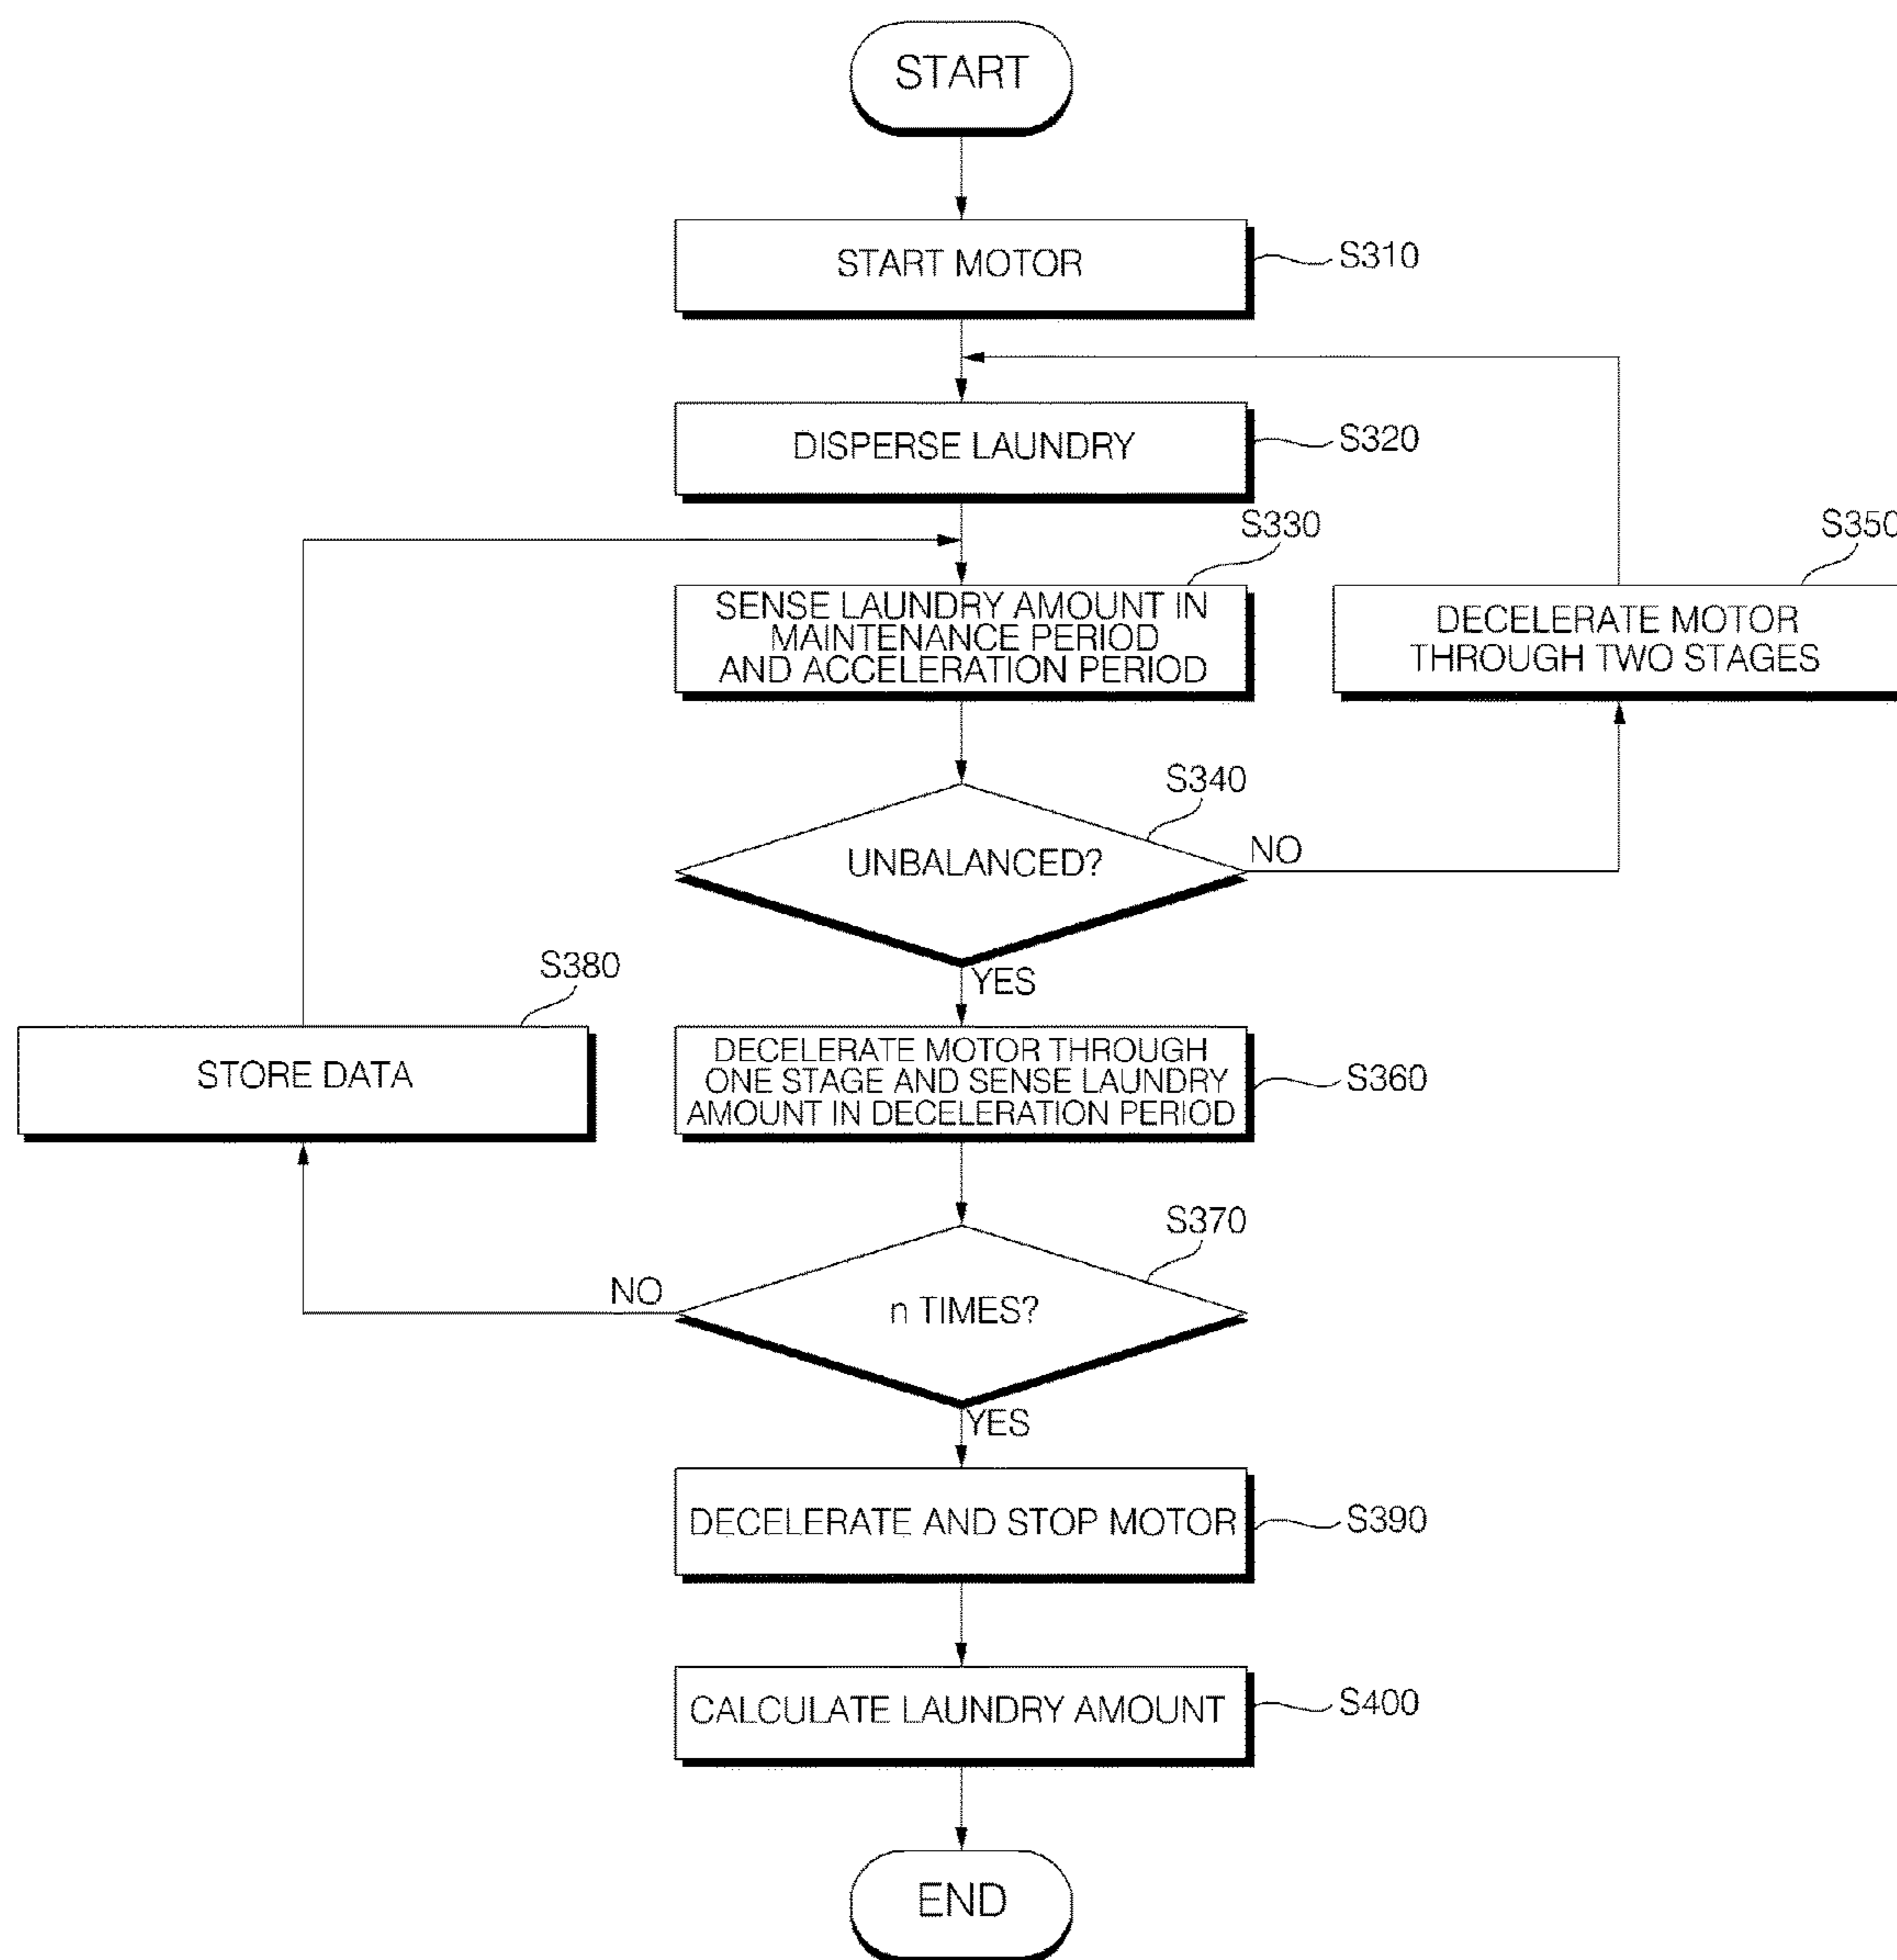 START
START MOTOR
S310
DISPERSE LAUNDRY
S320
S330
SENSE LAUNDRY AMOUNT IN
MAINTENANCE PERIOD
AND ACCELERATION PERIOD
S350
DECELERATE MOTOR
THROUGH TWO STAGES
S340
UNBALANCED?
NO
YES
S380
STORE DATA
DECELERATE MOTOR THROUGH
ONE STAGE AND SENSE LAUNDRY
AMOUNT IN DECELERATION PERIOD
S360
S370
n TIMES?
NO
YES
DECELERATE AND STOP MOTOR
S390
CALCULATE LAUNDRY AMOUNT
S400
END